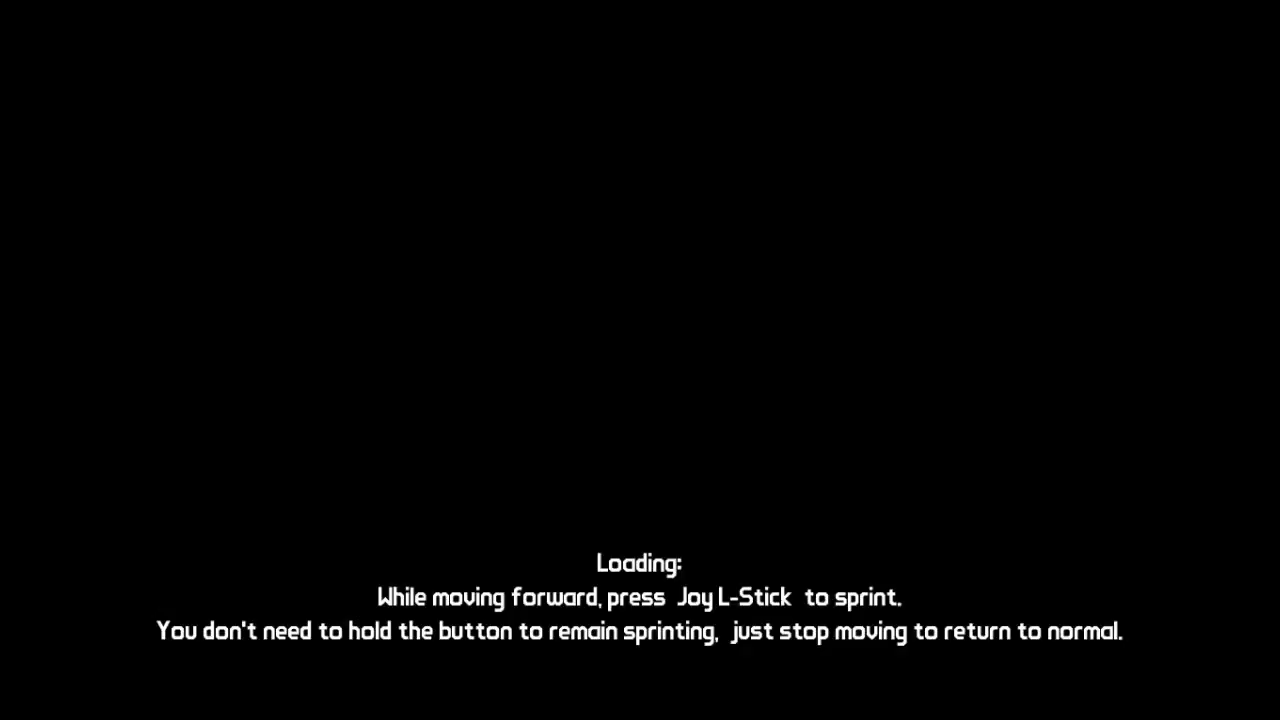 Loading:
While moving forward, press Joy L-Stick to sprint.
You don't need to hold the button to remain sprinting, just stop moving to return to normal.